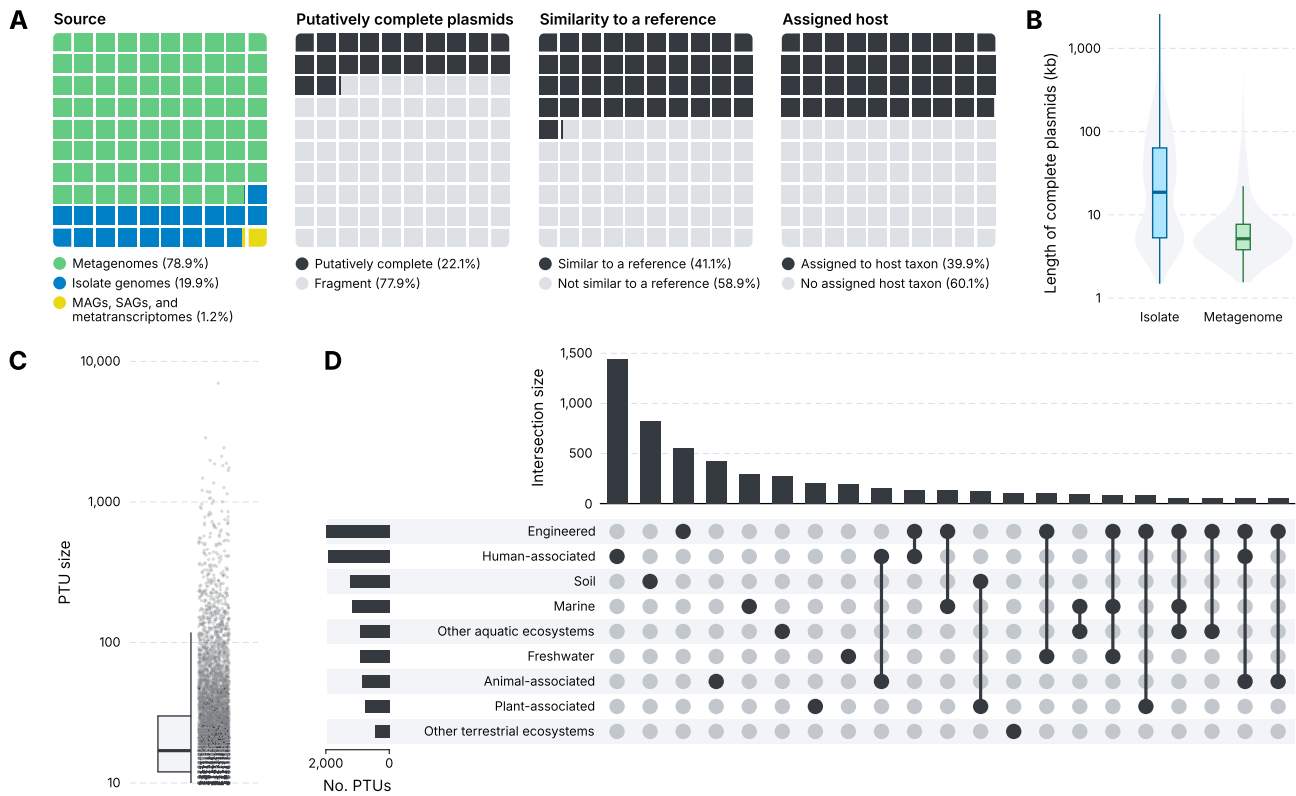 A
Source
Metagenomes (78.9%)
Isolate genomes (19.9%)
MAGs, SAGs, and
metatranscriptomes (1.2%)
Putatively complete plasmids
Putatively complete (22.1%)
Fragment (77.9%)
Similarity to a reference
Similar to a reference (41.1%)
Not similar to a reference (58.9%)
Assigned host
Assigned to host taxon (39.9%)
No assigned host taxon (60.1%)
B
Length of complete plasmids (kb)
1,000
100
10
1
Isolate
Metagenome
C
PTU size
10,000
1,000
100
10
D
Intersection size
1,500
1,000
500
0
Engineered
Human-associated
Soil
Marine
Other aquatic ecosystems
Freshwater
Animal-associated
Plant-associated
Other terrestrial ecosystems
2,000
0
No. PTUs